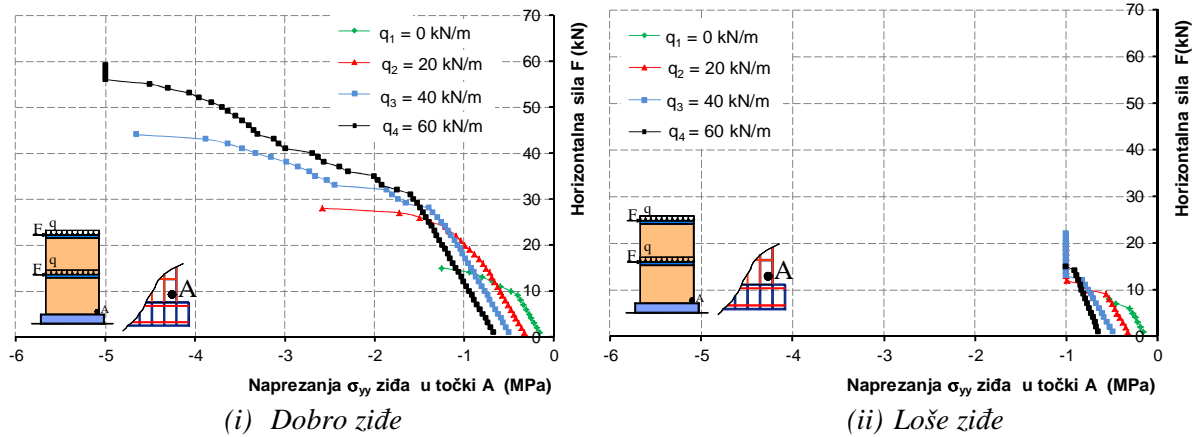 70
60
50
40
30
20
10
0
Horizontalna sila F (kN)
q₁ = 0 kN/m
q₂ = 20 kN/m
q₃ = 40 kN/m
q₄ = 60 kN/m
q
F
q
F
A
A
-6 -5 -4 -3 -2 -1 0
Naprezanja σyy ziđa u točki A (MPa)
(i) Dobro ziđe
70
60
50
40
30
20
10
0
Horizontalna sila F(kN)
q₁ = 0 kN/m
q₂ = 20 kN/m
q₃ = 40 kN/m
q₄ = 60 kN/m
q
F
q
F
A
A
-6 -5 -4 -3 -2 -1 0
Naprezanja σyy ziđa u točki A (MPa)
(ii) Loše ziđe